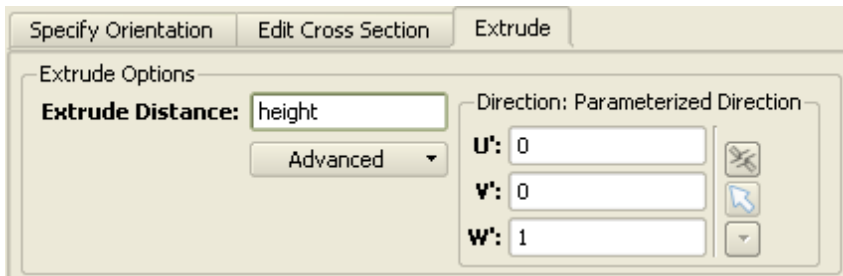 Specify Orientation
Edit Cross Section
Extrude
Extrude Options
Extrude Distance: height
Advanced
Direction: Parameterized Direction
U': 0
V': 0
W': 1